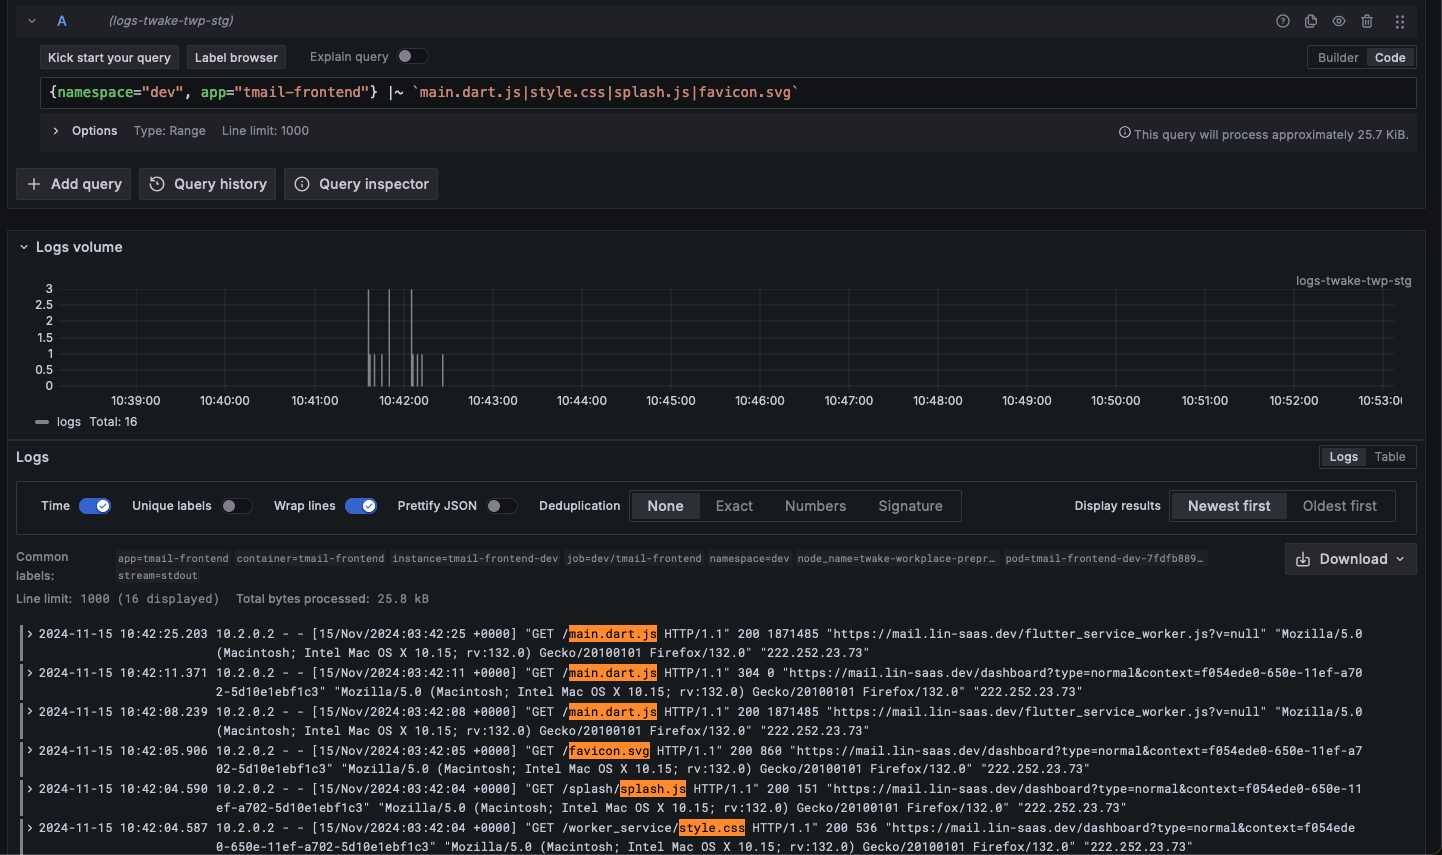 A (logs-twake-twp-stg)
Kick start your query Label browser Explain query Builder Code
{namespace="dev", app="tmail-frontend"} |~ `main.dart.js|style.css|splash.js|favicon.svg`
Options Type: Range Line limit: 1000 This query will process approximately 25.7 KiB.
Add query Query history Query inspector
Logs volume
logs-twake-twp-stg
3
2.5
2
1.5
1
0.5
0
10:39:00 10:40:00 10:41:00 10:42:00 10:43:00 10:44:00 10:45:00 10:46:00 10:47:00 10:48:00 10:49:00 10:50:00 10:51:00 10:52:00 10:53:0
logs Total: 16
Logs Logs Table
Time Unique labels Wrap lines Prettify JSON Deduplication None Exact Numbers Signature Display results Newest first Oldest first
Common labels: app=tmail-frontend container=tmail-frontend instance=tmail-frontend-dev job=dev/tmail-frontend namespace=dev node_name=twake-workplace-prepr… pod=tmail-frontend-dev-7fdfb889… Download
stream=stdout
Line limit: 1000 (16 displayed) Total bytes processed: 25.8 kB
2024-11-15 10:42:25.203 10.2.0.2 - - [15/Nov/2024:03:42:25 +0000] "GET /main.dart.js HTTP/1.1" 200 1871485 "https://mail.lin-saas.dev/flutter_service_worker.js?v=null" "Mozilla/5.0
(Macintosh; Intel Mac OS X 10.15; rv:132.0) Gecko/20100101 Firefox/132.0" "222.252.23.73"
2024-11-15 10:42:11.371 10.2.0.2 - - [15/Nov/2024:03:42:11 +0000] "GET /main.dart.js HTTP/1.1" 304 0 "https://mail.lin-saas.dev/dashboard?type=normal&context=f054ede0-650e-11ef-a70
2-5d10e1ebf1c3" "Mozilla/5.0 (Macintosh; Intel Mac OS X 10.15; rv:132.0) Gecko/20100101 Firefox/132.0" "222.252.23.73"
2024-11-15 10:42:08.239 10.2.0.2 - - [15/Nov/2024:03:42:08 +0000] "GET /main.dart.js HTTP/1.1" 200 1871485 "https://mail.lin-saas.dev/flutter_service_worker.js?v=null" "Mozilla/5.0
(Macintosh; Intel Mac OS X 10.15; rv:132.0) Gecko/20100101 Firefox/132.0" "222.252.23.73"
2024-11-15 10:42:05.906 10.2.0.2 - - [15/Nov/2024:03:42:05 +0000] "GET /favicon.svg HTTP/1.1" 200 860 "https://mail.lin-saas.dev/dashboard?type=normal&context=f054ede0-650e-11ef-a7
02-5d10e1ebf1c3" "Mozilla/5.0 (Macintosh; Intel Mac OS X 10.15; rv:132.0) Gecko/20100101 Firefox/132.0" "222.252.23.73"
2024-11-15 10:42:04.590 10.2.0.2 - - [15/Nov/2024:03:42:04 +0000] "GET /splash/splash.js HTTP/1.1" 200 151 "https://mail.lin-saas.dev/dashboard?type=normal&context=f054ede0-650e-11
ef-a702-5d10e1ebf1c3" "Mozilla/5.0 (Macintosh; Intel Mac OS X 10.15; rv:132.0) Gecko/20100101 Firefox/132.0" "222.252.23.73"
2024-11-15 10:42:04.587 10.2.0.2 - - [15/Nov/2024:03:42:04 +0000] "GET /worker_service/style.css HTTP/1.1" 200 536 "https://mail.lin-saas.dev/dashboard?type=normal&context=f054ede
0-650e-11ef-a702-5d10e1ebf1c3" "Mozilla/5.0 (Macintosh; Intel Mac OS X 10.15; rv:132.0) Gecko/20100101 Firefox/132.0" "222.252.23.73"